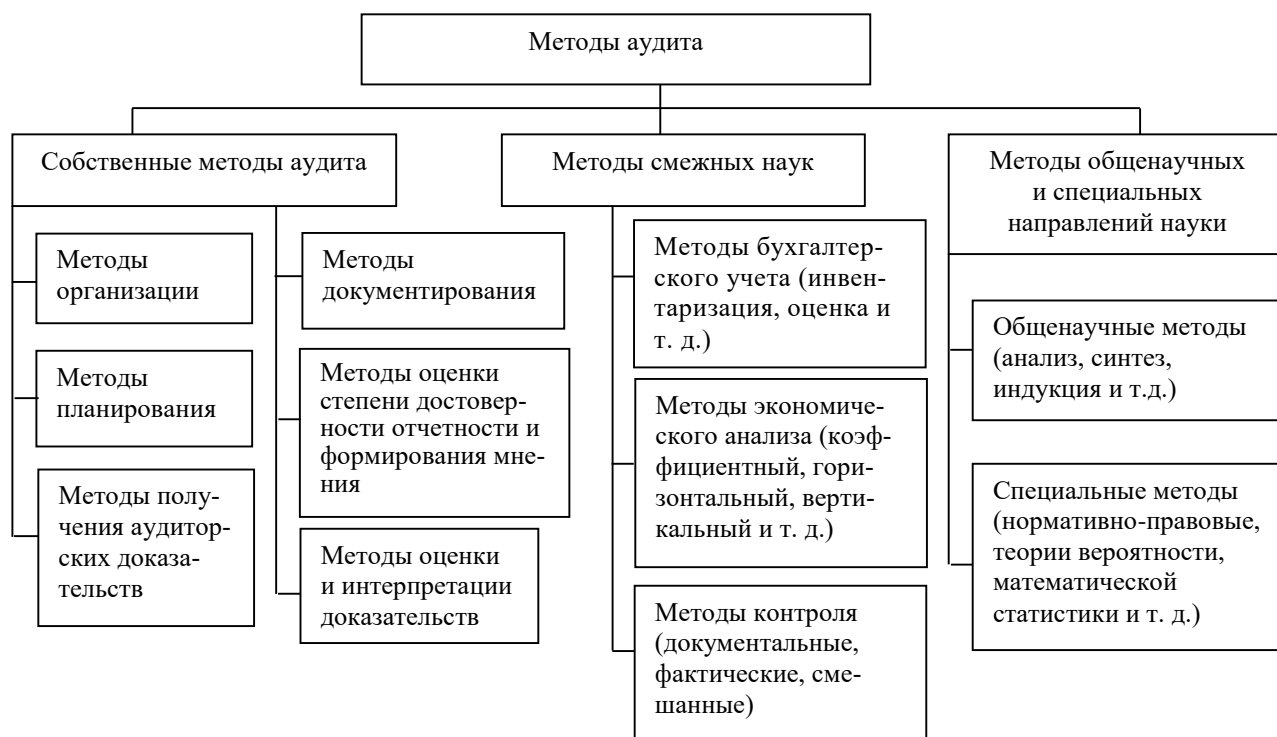 Методы аудита
Собственные методы аудита
Методы
организации
Методы
планирования
Методы полу-
чения аудитор-
ских доказа-
тельств
Методы
документирования
Методы оценки
степени достовер-
ности отчетности и
формирования мне-
ния
Методы оценки
и интерпретации
доказательств
Методы смежных наук
Методы бухгалтер-
ского учета (инвен-
таризация, оценка и
т. д.)
Методы экономиче-
ского анализа (коэф-
фициентный, гори-
зонтальный, верти-
кальный и т. д.)
Методы контроля
(документальные,
фактические, сме-
шанные)
Методы общенаучных
и специальных
направлений науки
Общенаучные методы
(анализ, синтез,
индукция и т.д.)
Специальные методы
(нормативно-правовые,
теории вероятности,
математической
статистики и т. д.)